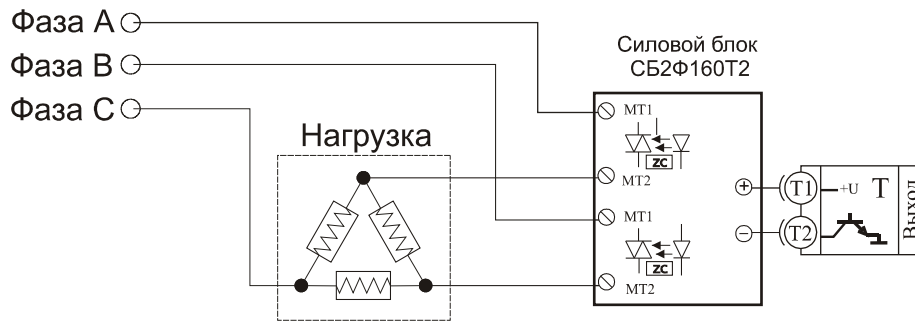 Фаза A
Фаза B
Фаза C
Нагрузка
Силовой блок
СБ2Ф160Т2
MT1
ZC
MT2
MT1
ZC
MT2
+
−
T1
T2
+U
T
Выход